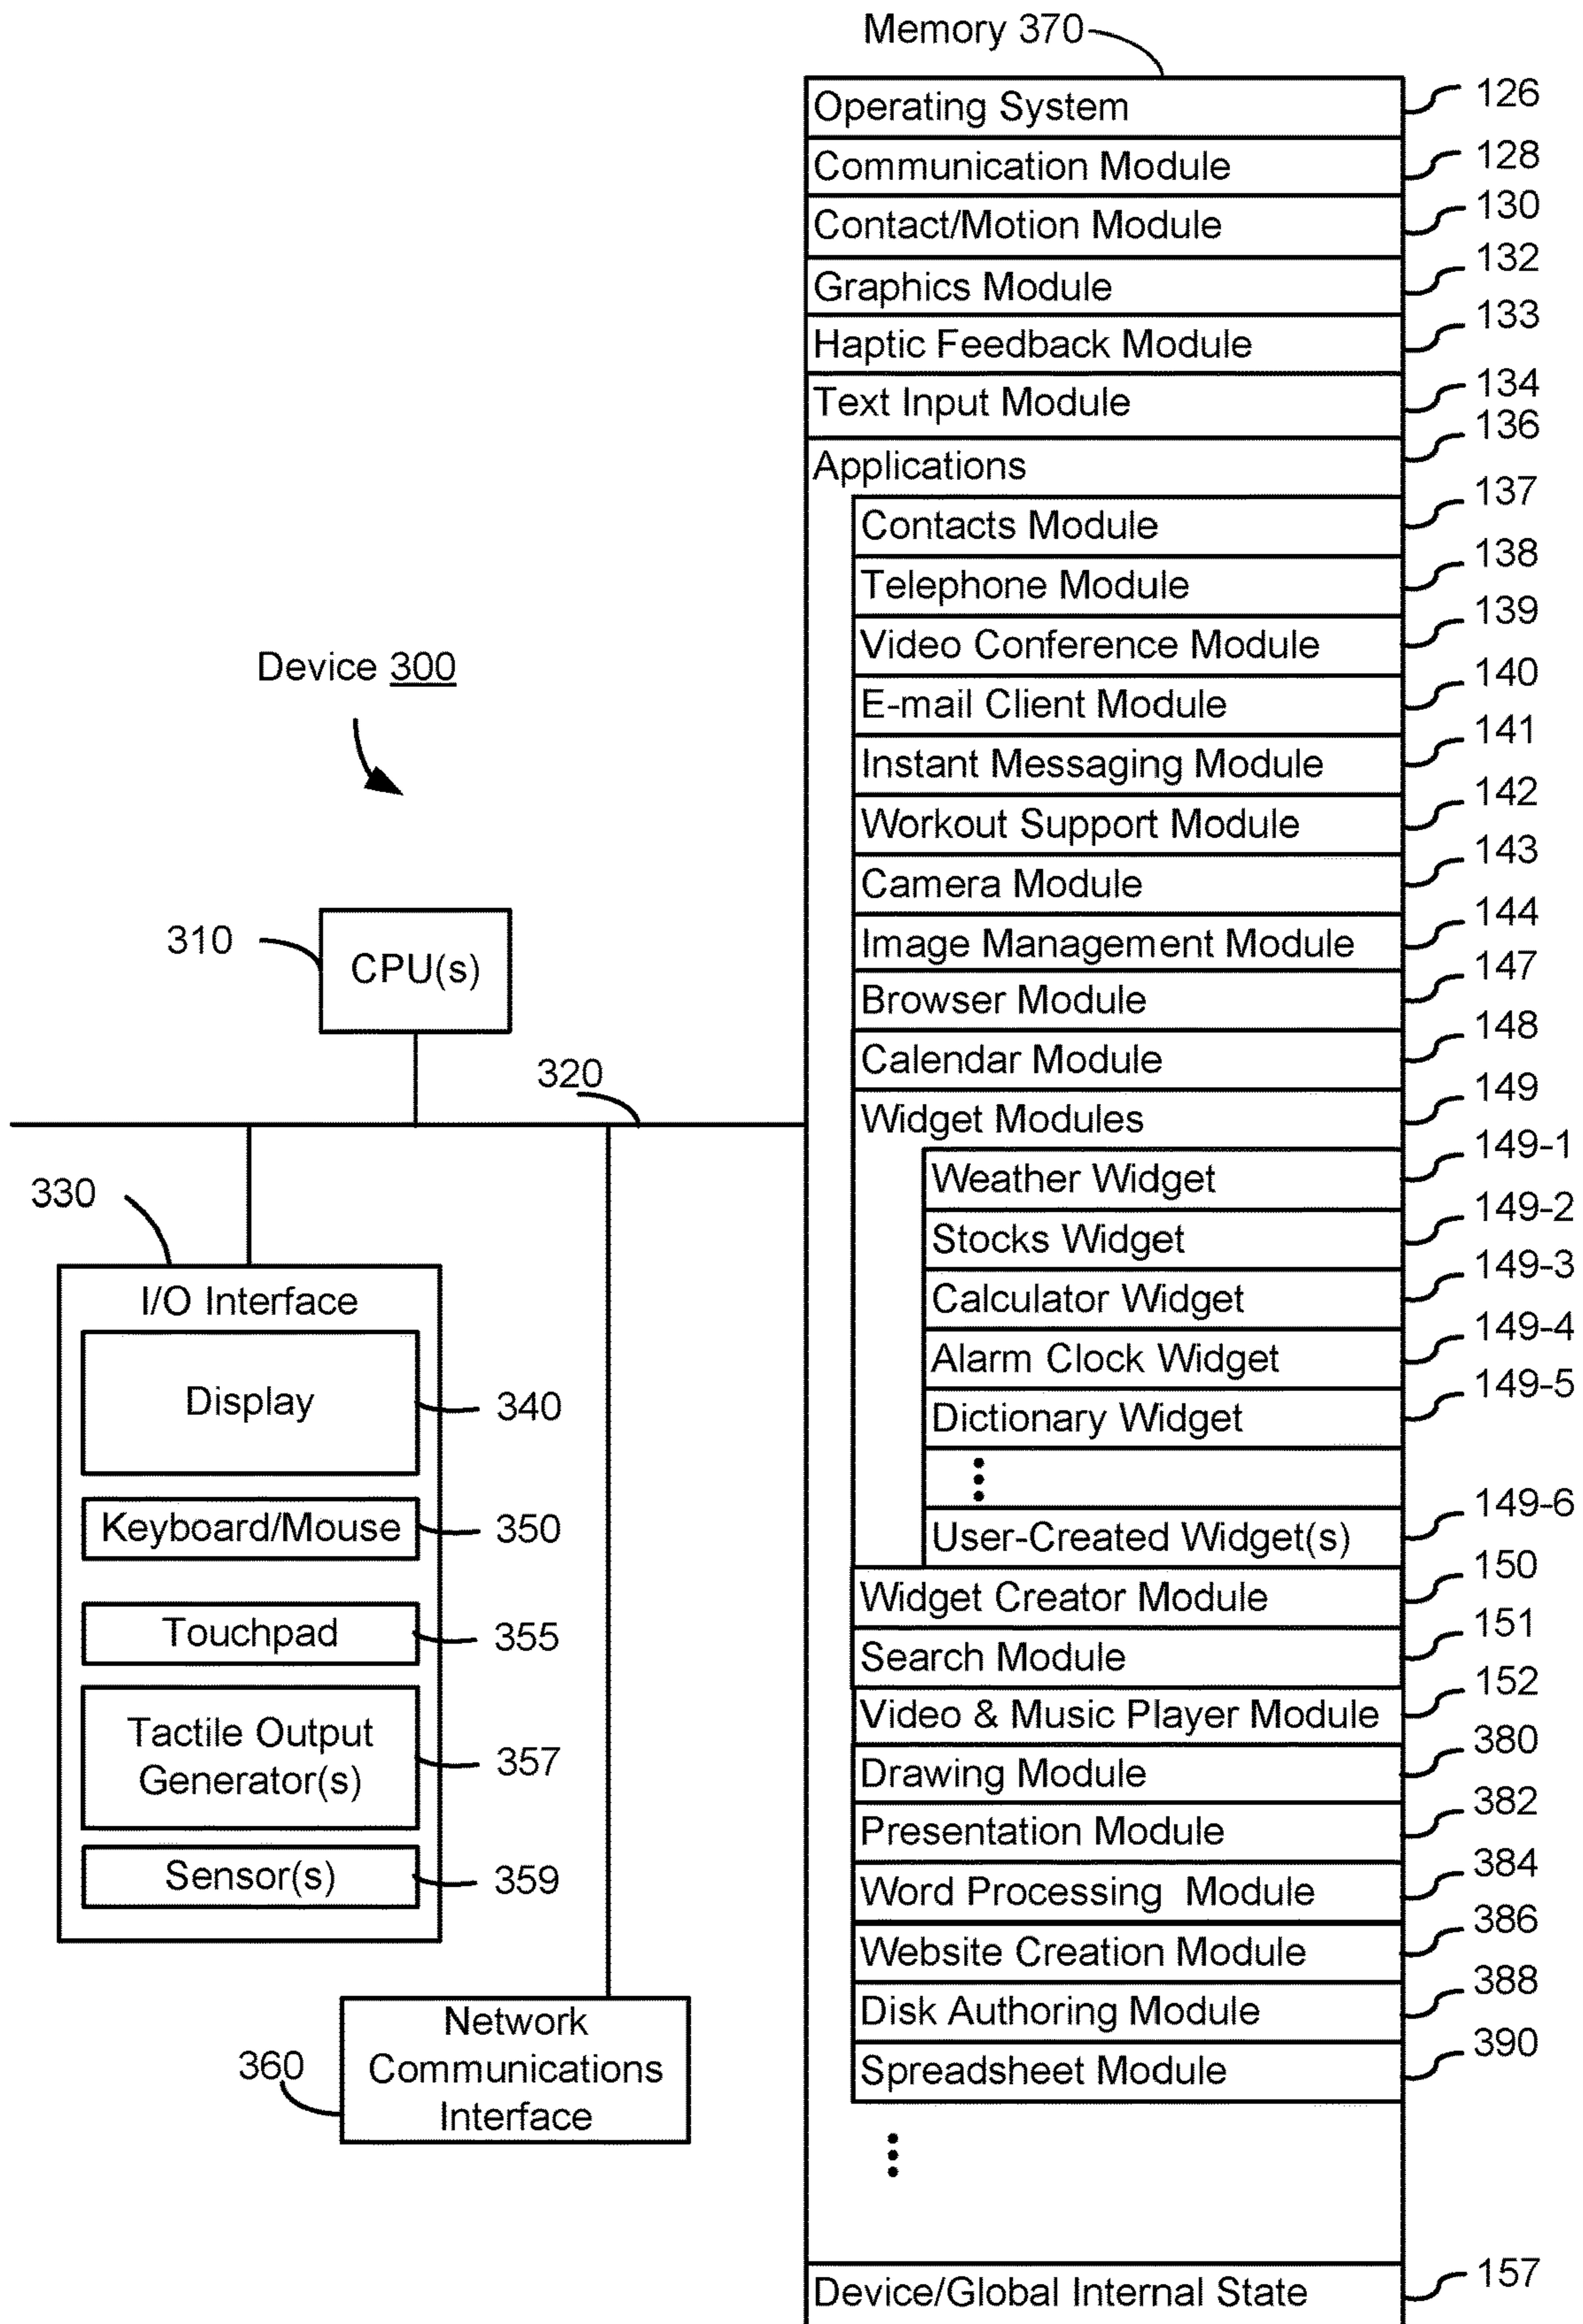 Memory 370
Operating System 126
Communication Module 128
Contact/Motion Module 130
Graphics Module 132
Haptic Feedback Module 133
Text Input Module 134
Applications 136
Contacts Module 137
Telephone Module 138
Video Conference Module 139
E-mail Client Module 140
Instant Messaging Module 141
Workout Support Module 142
Camera Module 143
Image Management Module 144
Browser Module 147
Calendar Module 148
Widget Modules 149
Weather Widget 149-1
Stocks Widget 149-2
Calculator Widget 149-3
Alarm Clock Widget 149-4
Dictionary Widget 149-5
User-Created Widget(s) 149-6
Widget Creator Module 150
Search Module 151
Video & Music Player Module 152
Drawing Module 380
Presentation Module 382
Word Processing Module 384
Website Creation Module 386
Disk Authoring Module 388
Spreadsheet Module 390
Device/Global Internal State 157
Device 300
310 CPU(s)
320
330
I/O Interface
Display 340
Keyboard/Mouse 350
Touchpad 355
Tactile Output
Generator(s) 357
Sensor(s) 359
Network
360 Communications
Interface